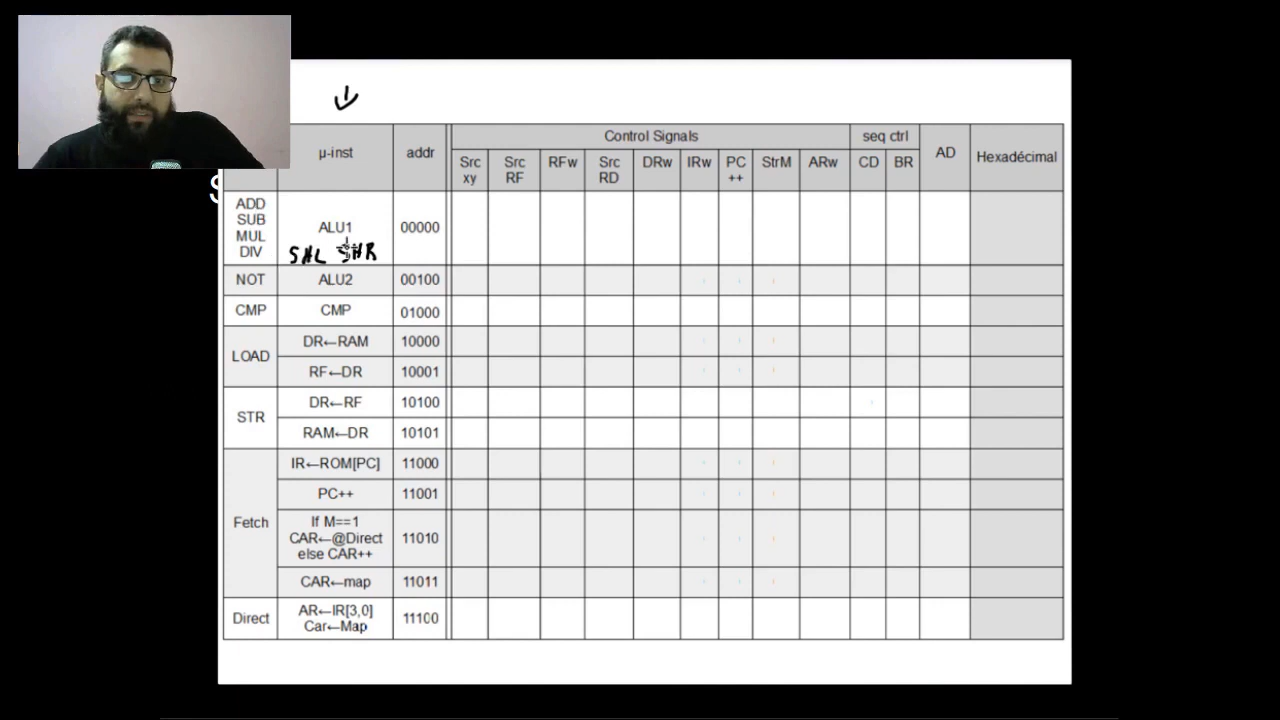 S
μ-inst addr Control Signals seq ctrl AD Hexadécimal
Src xy Src RF RFw Src RD DRw IRw PC ++ StrM ARw CD BR
ADD
SUB
MUL
DIV
ALU1 00000
SHL SHR
NOT ALU2 00100
CMP CMP 01000
LOAD
DR←RAM 10000
RF←DR 10001
STR
DR←RF 10100
RAM←DR 10101
Fetch
IR←ROM[PC] 11000
PC++ 11001
If M==1
CAR←@Direct 11010
else CAR++
CAR←map 11011
Direct
AR←IR[3,0] 11100
Car←Map